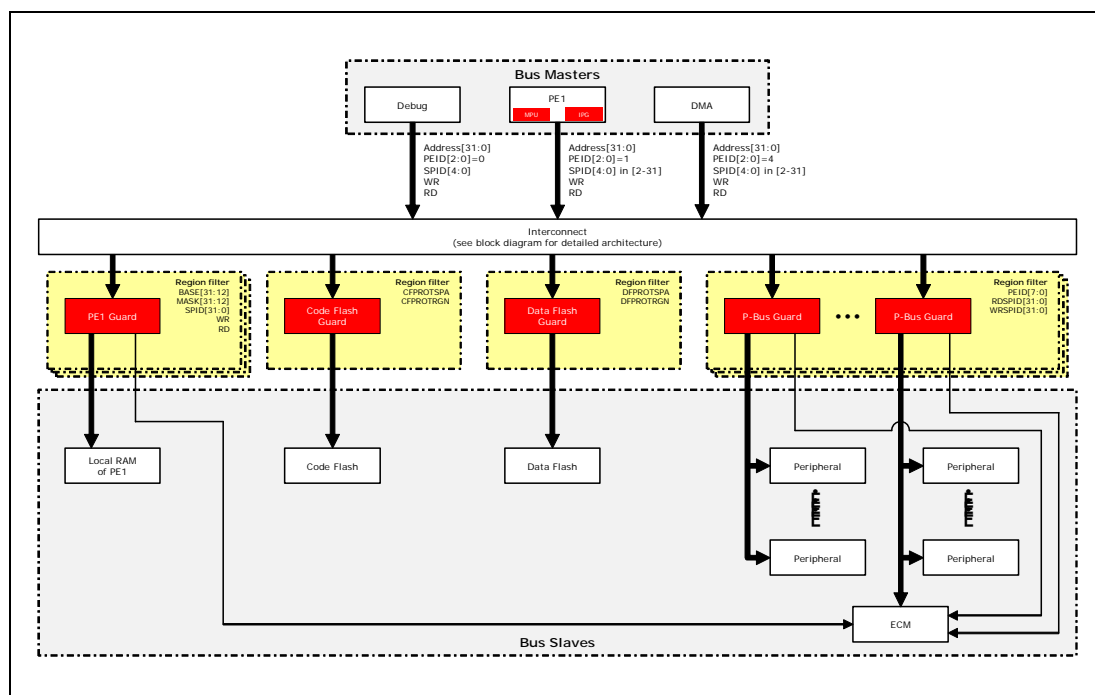 Bus Masters
Debug
PE1
MPU
IPG
DMA
Address[31:0]
PEID[2:0]=0
SPID[4:0]
WR
RD
Address[31:0]
PEID[2:0]=1
SPID[4:0] in [2-31]
WR
RD
Address[31:0]
PEID[2:0]=4
SPID[4:0] in [2-31]
WR
RD
Interconnect
(see block diagram for detailed architecture)
Region filter
BASE[31:12]
MASK[31:12]
SPID[31:0]
WR
RD
PE1 Guard
Region filter
CFPROTSPA
CFPROTRGN
Code Flash
Guard
Region filter
DFPROTSPA
DFPROTRGN
Data Flash
Guard
Region filter
PEID[7:0]
RDSPID[31:0]
WRSPID[31:0]
P-Bus Guard
P-Bus Guard
Local RAM
of PE1
Code Flash
Data Flash
Peripheral
Peripheral
Peripheral
Peripheral
ECM
Bus Slaves